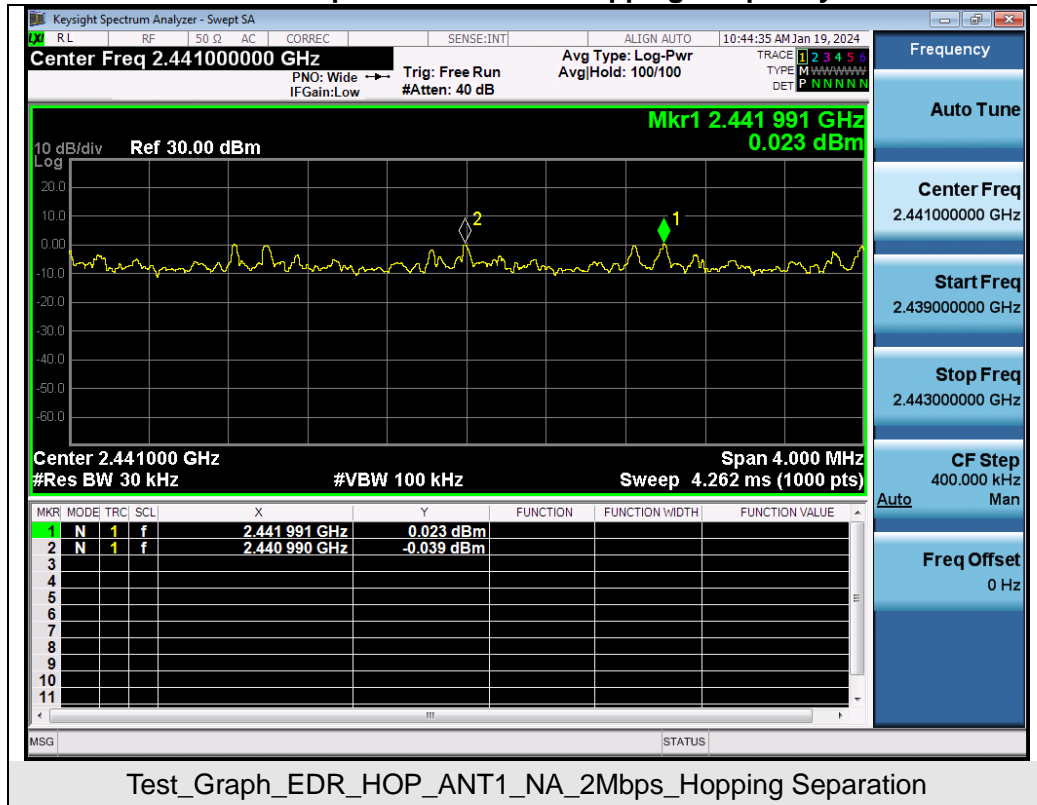 Keysight Spectrum Analyzer - Swept SA
LXI RL RF 50 Ω AC CORREC SENSE:INT ALIGN AUTO 10:44:35 AM Jan 19, 2024
Center Freq 2.441000000 GHz
PNO: Wide
IFGain:Low
Trig: Free Run
#Atten: 40 dB
Avg Type: Log-Pwr
Avg|Hold: 100/100
TRACE 1 2 3 4 5 6
TYPE M WWWWW
DET P N N N N N
Mkr1 2.441 991 GHz
0.023 dBm
10 dB/div Ref 30.00 dBm
Log
20.0
10.0
0.00
-10.0
-20.0
-30.0
-40.0
-50.0
-60.0
2
1
Center 2.441000 GHz Span 4.000 MHz
#Res BW 30 kHz #VBW 100 kHz Sweep 4.262 ms (1000 pts)
MKR MODE TRC SCL X Y FUNCTION FUNCTION WIDTH FUNCTION VALUE
1 N 1 f 2.441 991 GHz 0.023 dBm
2 N 1 f 2.440 990 GHz -0.039 dBm
3
4
5
6
7
8
9
10
11
MSG STATUS
Frequency
Auto Tune
Center Freq
2.441000000 GHz
Start Freq
2.439000000 GHz
Stop Freq
2.443000000 GHz
CF Step
400.000 kHz
Auto Man
Freq Offset
0 Hz
Test_Graph_EDR_HOP_ANT1_NA_2Mbps_Hopping Separation